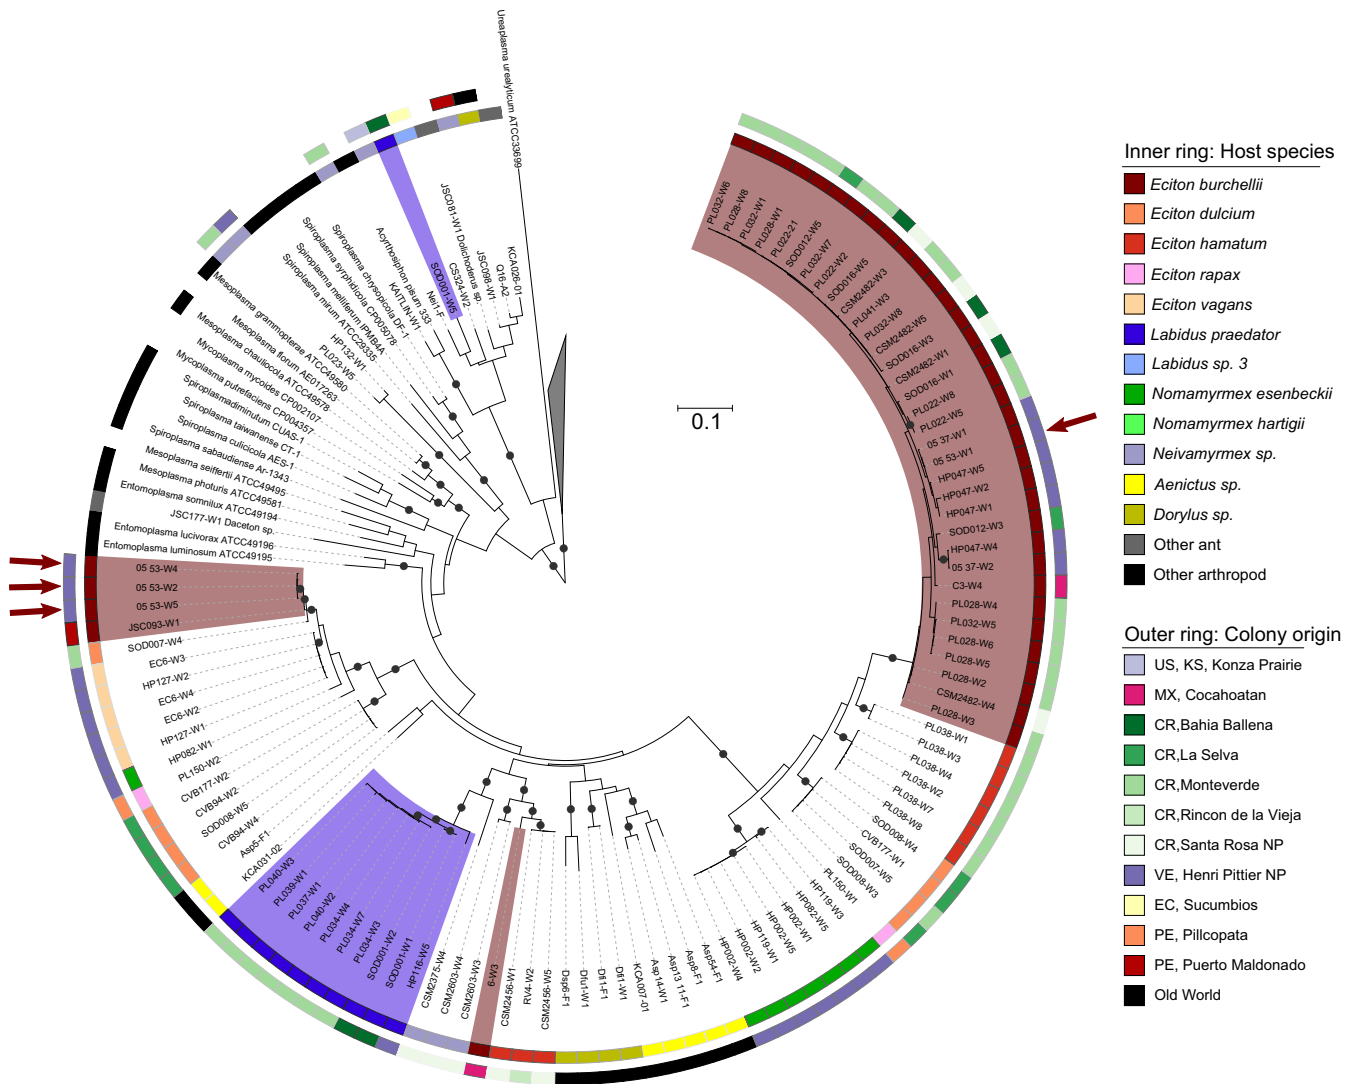 Ureaplasma urealyticum ATCC33699
KCA026-01
Q16-A2
JSC098-W1
JSC081-W1 Dolichoderus sp.
CS324-W2
SOD001-W5
Nei1-F
KAITLIN-W1
Acyrthosiphon pisum 333
Spiroplasma chrysopicola DF-1
Spiroplasma syrphidicola CP005078
Spiroplasma melliferum IPMB4A
Spiroplasma mirum ATCC29335
HP132-W1
PL023-W5
Mesoplasma grammopterae ATCC49580
Mesoplasma florum AE017263
Mesoplasma chauliocola ATCC49578
Mycoplasma mycoides CP002107
Mycoplasma putrefaciens CP004357
Spiroplasmadiminutum CUAS-1
Spiroplasma taiwanense CT-1
Spiroplasma culicicola AES-1
Spiroplasma sabaudiense Ar-1343
Mesoplasma seiffertii ATCC49495
Mesoplasma photuris ATCC49581
Entomoplasma somnilux ATCC49194
JSC177-W1 Daceton sp.
Entomoplasma lucivorax ATCC49196
Entomoplasma luminosum ATCC49195
05 53-W4
05 53-W2
05 53-W5
JSC093-W1
SOD007-W4
EC6-W3
HP127-W2
EC6-W4
EC6-W2
HP127-W1
HP082-W1
PL150-W2
CVB177-W2
CVB94-W2
SOD008-W5
CVB94-W4
Asp5-F1
KCA031-02
PL040-W3
PL039-W1
PL037-W1
PL040-W2
PL034-W4
PL034-W7
PL034-W3
SOD001-W2
SOD001-W1
HP116-W5
CSM2375-W4
CSM2603-W4
CSM2603-W3
6-W3
CSM2456-W1
RV4-W2
CSM2456-W5
Dsp6-F1
Dfu1-W1
Dfl1-F1
Dfl1-W1
KCA007-01
Asp14-W1
Asp13 11-F1
Asp8-F1
Asp54-F1
HP002-W4
HP002-W2
HP119-W1
HP002-W5
HP002-W1
HP082-W5
HP119-W3
PL150-W1
SOD008-W3
SOD007-W5
CVB177-W1
SOD008-W4
PL038-W8
PL038-W7
PL038-W2
PL038-W4
PL038-W3
PL038-W1
PL028-W3
CSM2482-W4
PL028-W2
PL028-W5
PL028-W6
PL032-W5
PL028-W4
C3-W4
05 37-W2
HP047-W4
SOD012-W3
HP047-W1
HP047-W2
HP047-W5
05 53-W1
05 37-W1
PL022-W5
PL022-W8
SOD016-W1
CSM2482-W1
SOD016-W3
CSM2482-W5
PL032-W8
PL041-W3
CSM2482-W3
SOD016-W5
PL022-W2
PL032-W7
SOD012-W5
PL022-21
PL028-W1
PL032-W1
PL028-W8
PL032-W6
0.1
Inner ring: Host species
Eciton burchellii
Eciton dulcium
Eciton hamatum
Eciton rapax
Eciton vagans
Labidus praedator
Labidus sp. 3
Nomamyrmex esenbeckii
Nomamyrmex hartigii
Neivamyrmex sp.
Aenictus sp.
Dorylus sp.
Other ant
Other arthropod
Outer ring: Colony origin
US, KS, Konza Prairie
MX, Cocahoatan
CR,Bahia Ballena
CR,La Selva
CR,Monteverde
CR,Rincon de la Vieja
CR,Santa Rosa NP
VE, Henri Pittier NP
EC, Sucumbios
PE, Pillcopata
PE, Puerto Maldonado
Old World